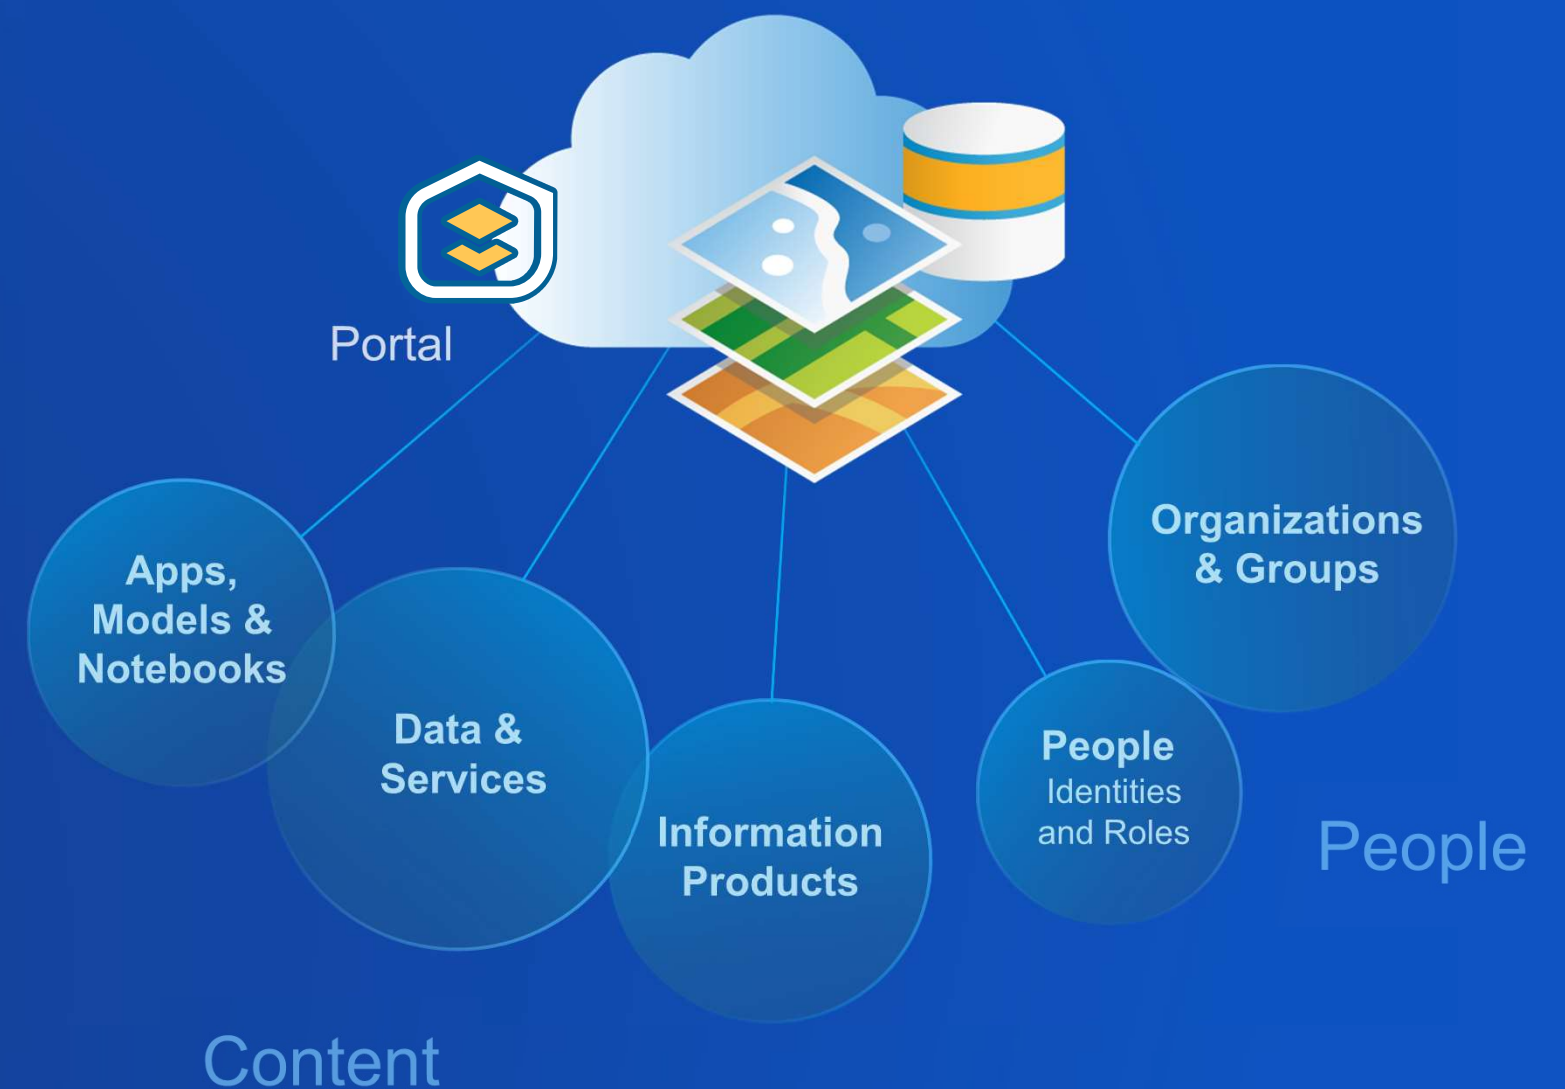 Portal
Apps,
Models &
Notebooks
Data &
Services
Information
Products
People
Identities
and Roles
Organizations
& Groups
People
Content